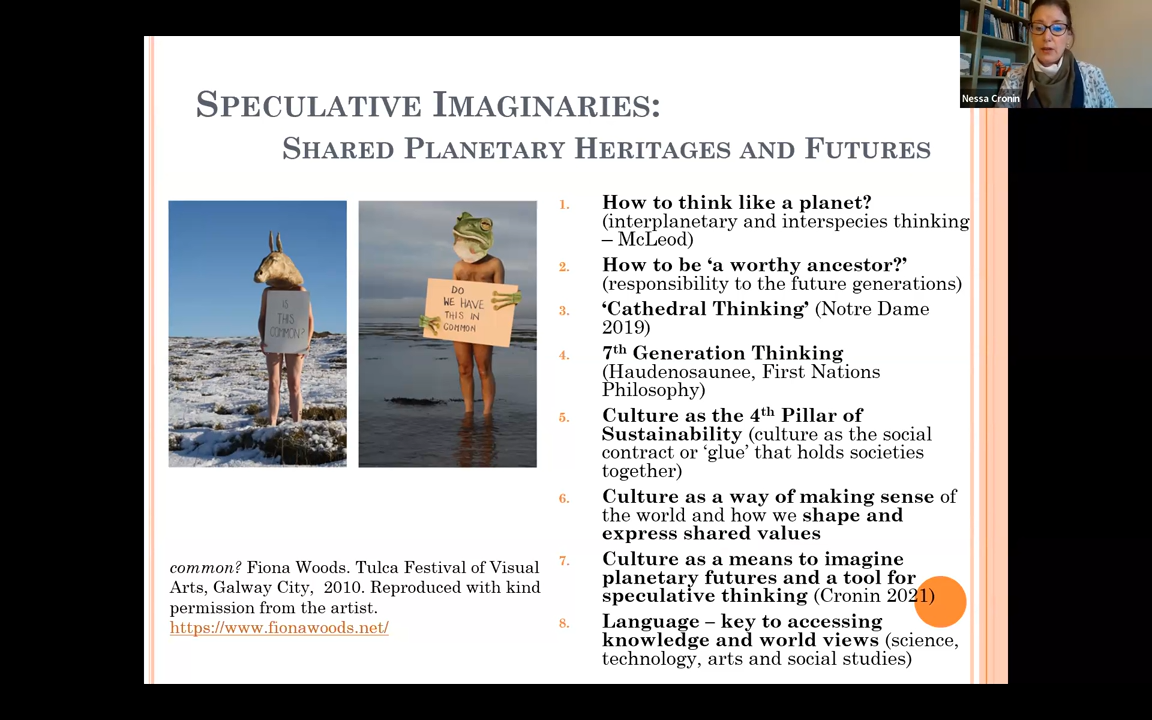 Nessa Cronin
SPECULATIVE IMAGINARIES:
SHARED PLANETARY HERITAGES AND FUTURES
IS
THIS
COMMON?
DO
WE HAVE
THIS IN
COMMON
common? Fiona Woods. Tulca Festival of Visual
Arts, Galway City, 2010. Reproduced with kind
permission from the artist.
https://www.fionawoods.net/
1. How to think like a planet?
(interplanetary and interspecies thinking
– McLeod)
2. How to be ‘a worthy ancestor?’
(responsibility to the future generations)
3. ‘Cathedral Thinking’ (Notre Dame
2019)
4. 7th Generation Thinking
(Haudenosaunee, First Nations
Philosophy)
5. Culture as the 4th Pillar of
Sustainability (culture as the social
contract or ‘glue’ that holds societies
together)
6. Culture as a way of making sense of
the world and how we shape and
express shared values
7. Culture as a means to imagine
planetary futures and a tool for
speculative thinking (Cronin 2021)
8. Language – key to accessing
knowledge and world views (science,
technology, arts and social studies)